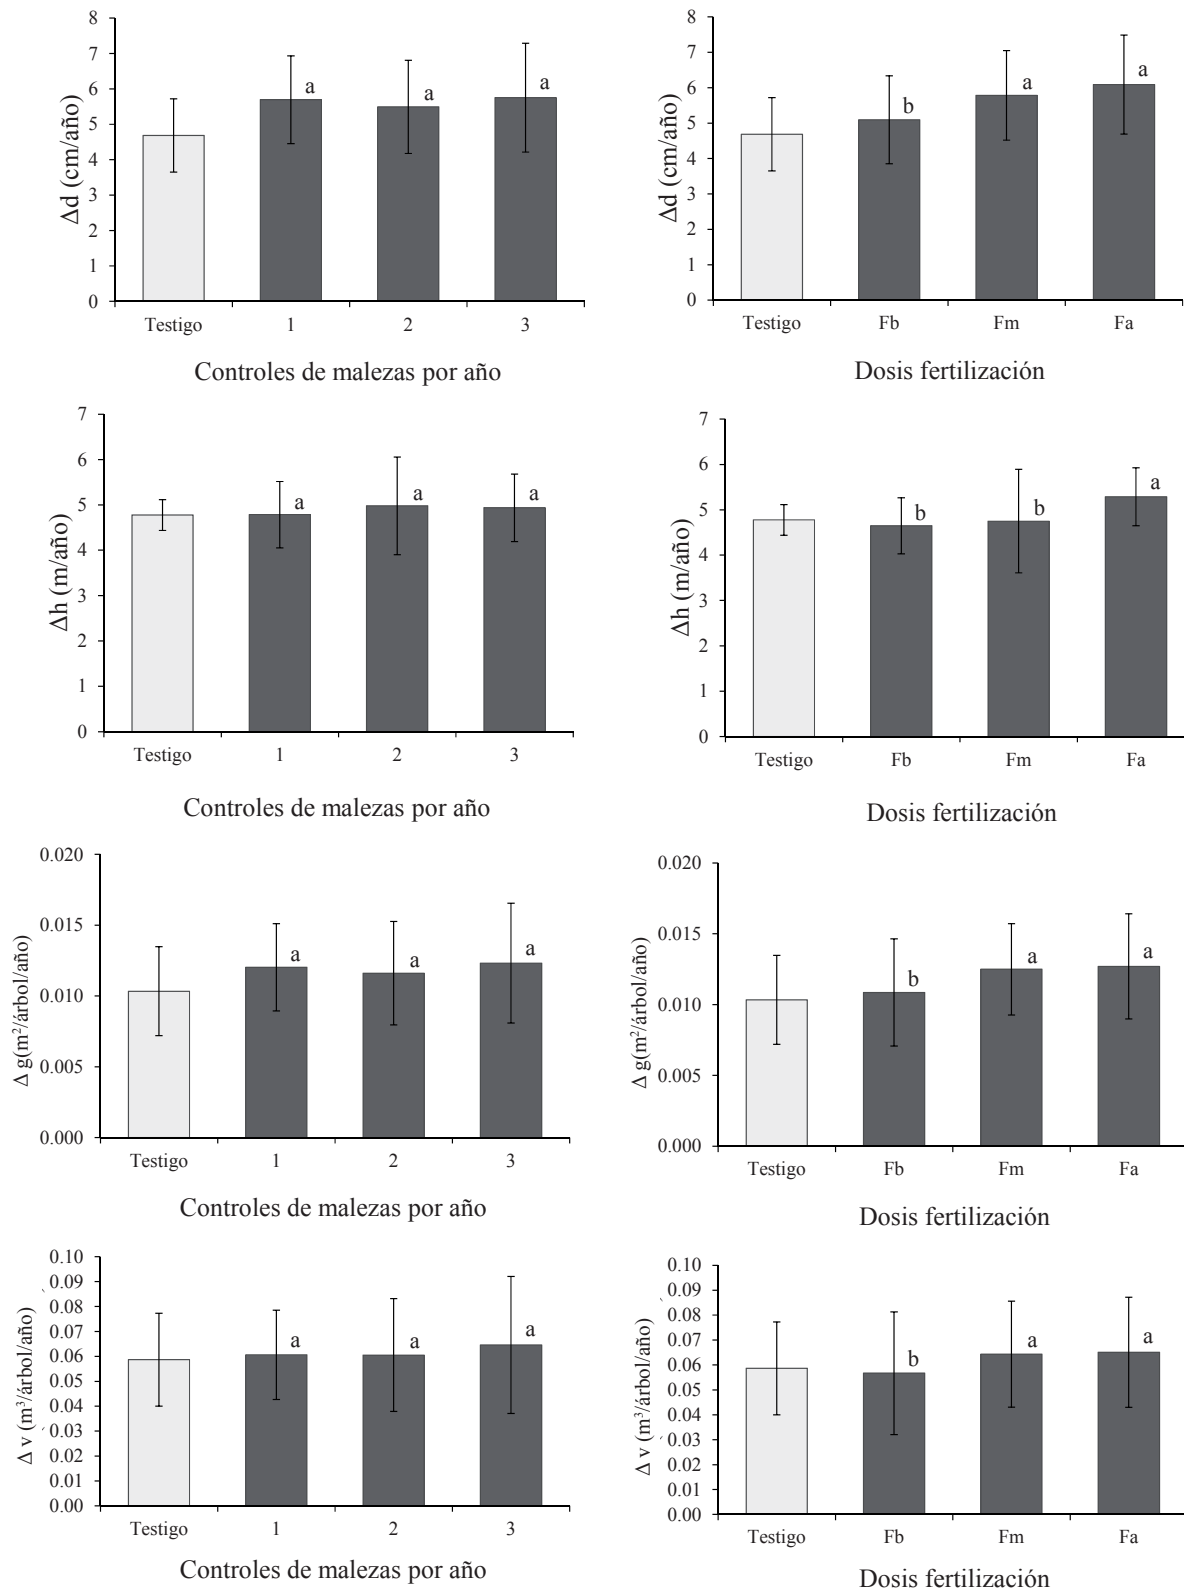 8
7
6
5
4
3
2
1
0
Δd (cm/año)
a
a
a
Testigo
1
2
3
Controles de malezas por año
8
7
6
5
4
3
2
1
0
Δd (cm/año)
b
a
a
Testigo
Fb
Fm
Fa
Dosis fertilización
7
6
5
4
3
2
1
0
Δh (m/año)
a
a
a
Testigo
1
2
3
Controles de malezas por año
7
6
5
4
3
2
1
0
Δh (m/año)
b
b
a
Testigo
Fb
Fm
Fa
Dosis fertilización
0.020
0.015
0.010
0.005
0.000
Δ g(m²/árbol/año)
a
a
a
Testigo
1
2
3
Controles de malezas por año
0.020
0.015
0.010
0.005
0.000
Δ g(m²/árbol/año)
b
a
a
Testigo
Fb
Fm
Fa
Dosis fertilización
0.10
0.09
0.08
0.07
0.06
0.05
0.04
0.03
0.02
0.01
0.00
Δ v (m³/árbol/año)
a
a
a
Testigo
1
2
3
Controles de malezas por año
0.10
0.09
0.08
0.07
0.06
0.05
0.04
0.03
0.02
0.01
0.00
Δ v (m³/árbol/año)
b
a
a
Testigo
Fb
Fm
Fa
Dosis fertilización